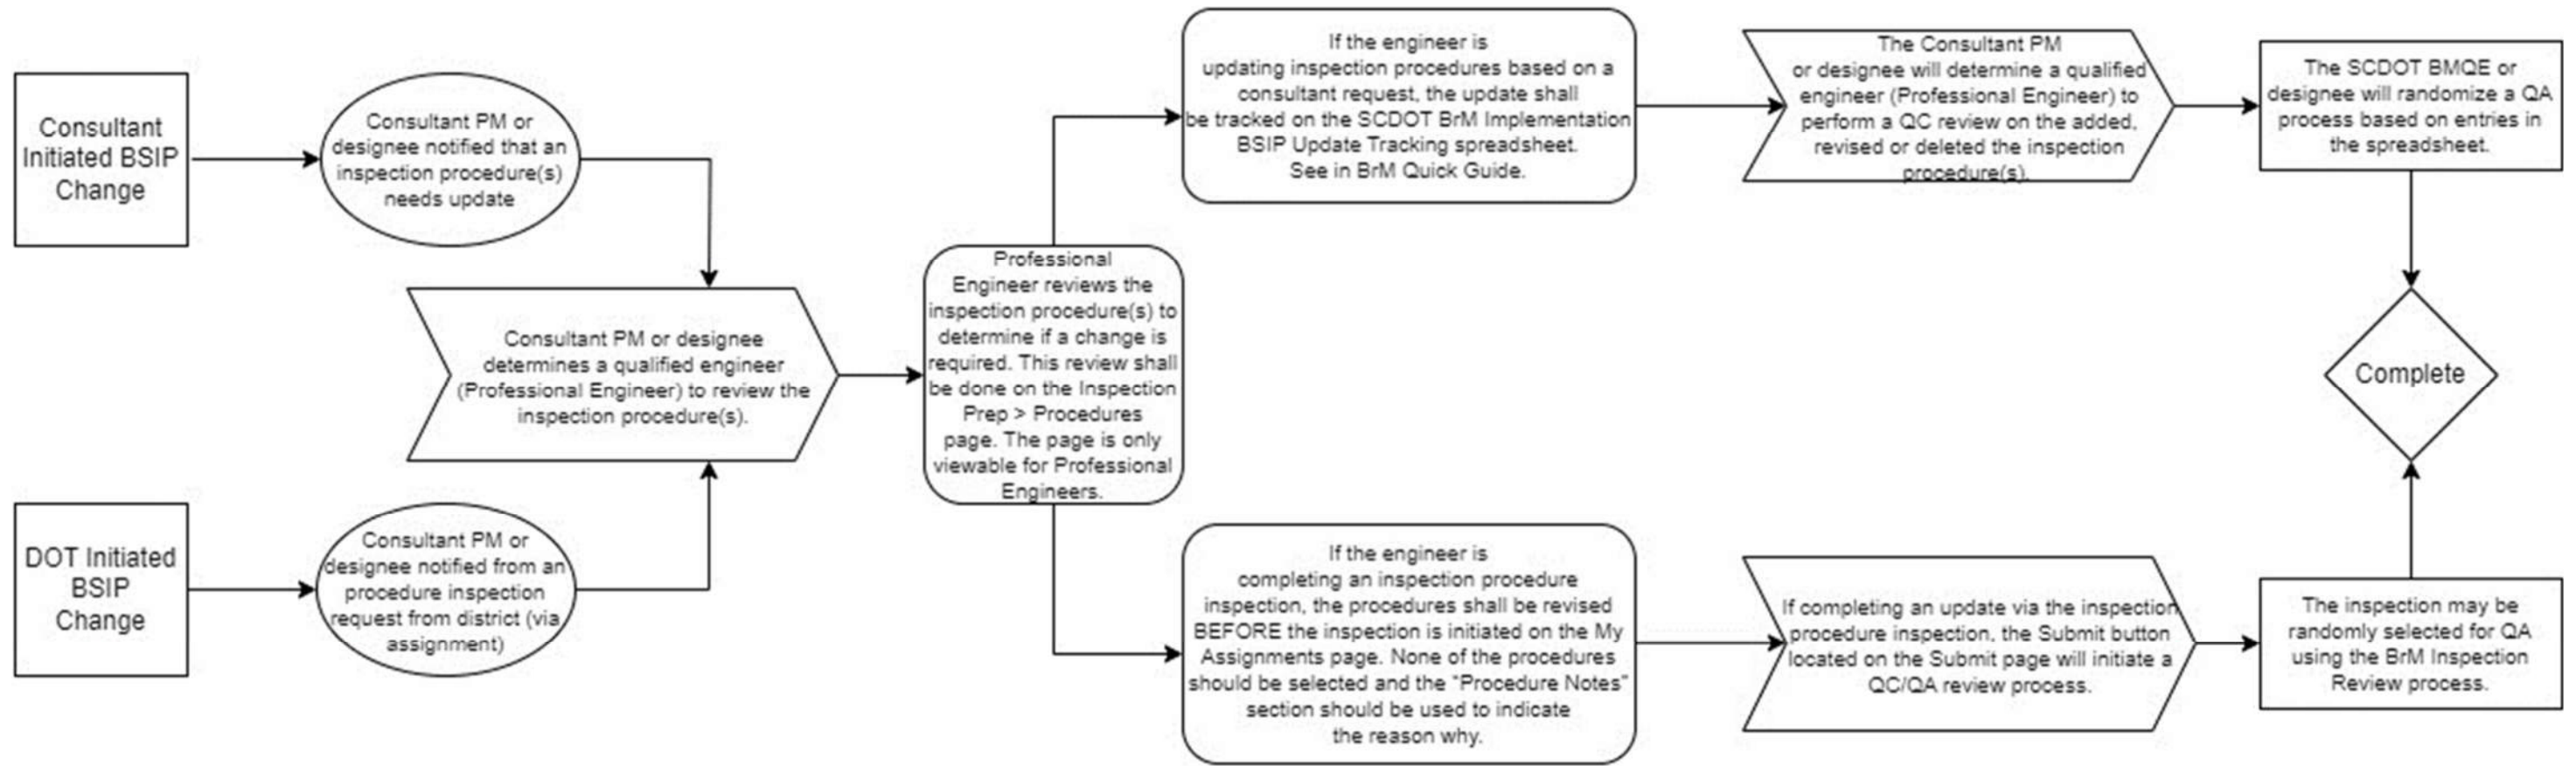 Consultant
Initiated BSIP
Change
Consultant PM or
designee notified that an
inspection procedure(s)
needs update
DOT Initiated
BSIP
Change
Consultant PM or
designee notified from an
procedure inspection
request from district (via
assignment)
Consultant PM or designee
determines a qualified engineer
(Professional Engineer) to review the
inspection procedure(s).
Professional
Engineer reviews the
inspection procedure(s) to
determine if a change is
required. This review shall
be done on the Inspection
Prep > Procedures
page. The page is only
viewable for Professional
Engineers.
If the engineer is
updating inspection procedures based on a
consultant request, the update shall
be tracked on the SCDOT BrM Implementation
BSIP Update Tracking spreadsheet.
See in BrM Quick Guide.
The Consultant PM
or designee will determine a qualified
engineer (Professional Engineer) to
perform a QC review on the added,
revised or deleted the inspection
procedure(s).
The SCDOT BMQE or
designee will randomize a QA
process based on entries in
the spreadsheet.
If the engineer is
completing an inspection procedure
inspection, the procedures shall be revised
BEFORE the inspection is initiated on the My
Assignments page. None of the procedures
should be selected and the "Procedure Notes"
section should be used to indicate
the reason why.
If completing an update via the inspection
procedure inspection, the Submit button
located on the Submit page will initiate a
QC/QA review process.
The inspection may be
randomly selected for QA
using the BrM Inspection
Review process.
Complete